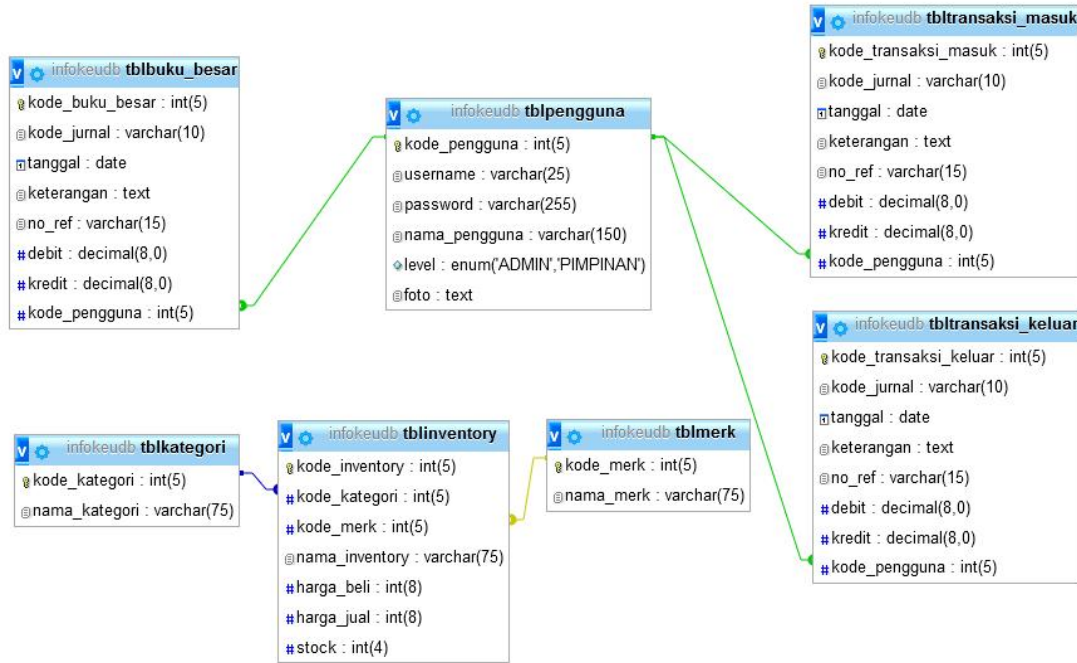 infokeudb tblbuku_besar
kode_buku_besar : int(5)
kode_jurnal : varchar(10)
tanggal : date
keterangan : text
no_ref : varchar(15)
debit : decimal(8,0)
kredit : decimal(8,0)
kode_pengguna : int(5)
infokeudb tblpengguna
kode_pengguna : int(5)
username : varchar(25)
password : varchar(255)
nama_pengguna : varchar(150)
level : enum('ADMIN','PIMPINAN')
foto : text
infokeudb tbltransaksi_masuk
kode_transaksi_masuk : int(5)
kode_jurnal : varchar(10)
tanggal : date
keterangan : text
no_ref : varchar(15)
debit : decimal(8,0)
kredit : decimal(8,0)
kode_pengguna : int(5)
infokeudb tbltransaksi_keluar
kode_transaksi_keluar : int(5)
kode_jurnal : varchar(10)
tanggal : date
keterangan : text
no_ref : varchar(15)
debit : decimal(8,0)
kredit : decimal(8,0)
kode_pengguna : int(5)
infokeudb tblkategori
kode_kategori : int(5)
nama_kategori : varchar(75)
infokeudb tblinventory
kode_inventory : int(5)
kode_kategori : int(5)
kode_merk : int(5)
nama_inventory : varchar(75)
harga_beli : int(8)
harga_jual : int(8)
stock : int(4)
infokeudb tblmerk
kode_merk : int(5)
nama_merk : varchar(75)